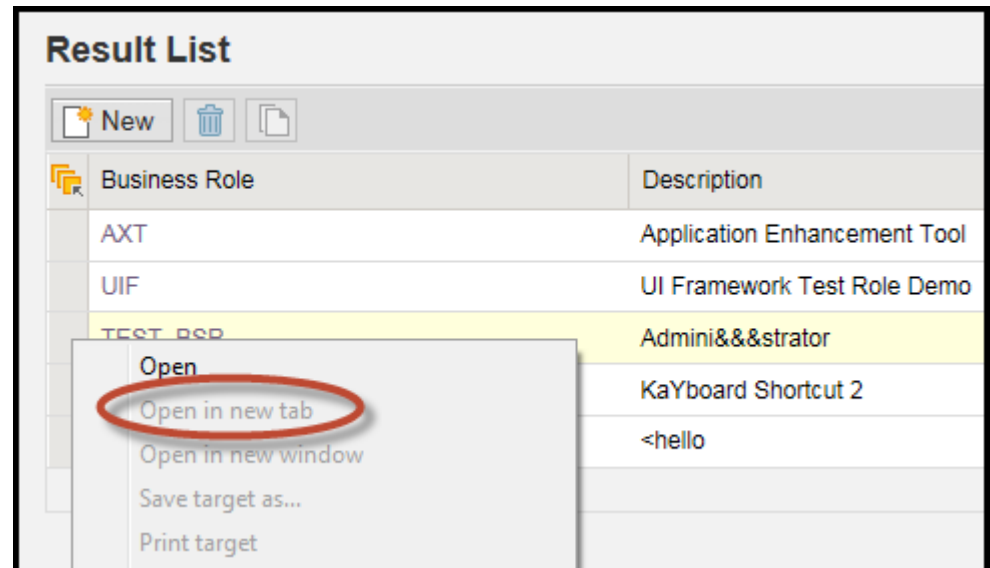 Result List
New
Business Role Description
AXT Application Enhancement Tool
UIF UI Framework Test Role Demo
TEST_BSP Admini&&&strator
Open
KaYboard Shortcut 2
Open in new tab
<hello
Open in new window
Save target as...
Print target